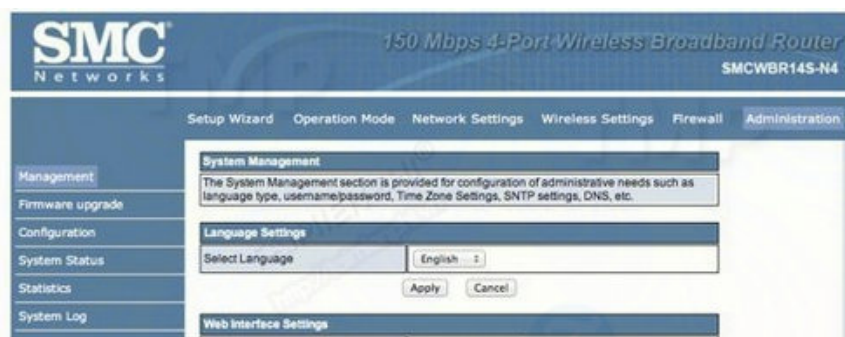 SMC
Networks
150 Mbps 4-Port Wireless Broadband Router
SMCWBR14S-N4
Setup Wizard Operation Mode Network Settings Wireless Settings Firewall Administration
Management
Firmware upgrade
Configuration
System Status
Statistics
System Log
System Management
The System Management section is provided for configuration of administrative needs such as
language type, username/password, Time Zone Settings, SNTP settings, DNS, etc.
Language Settings
Select Language English
Apply Cancel
Web Interface Settings